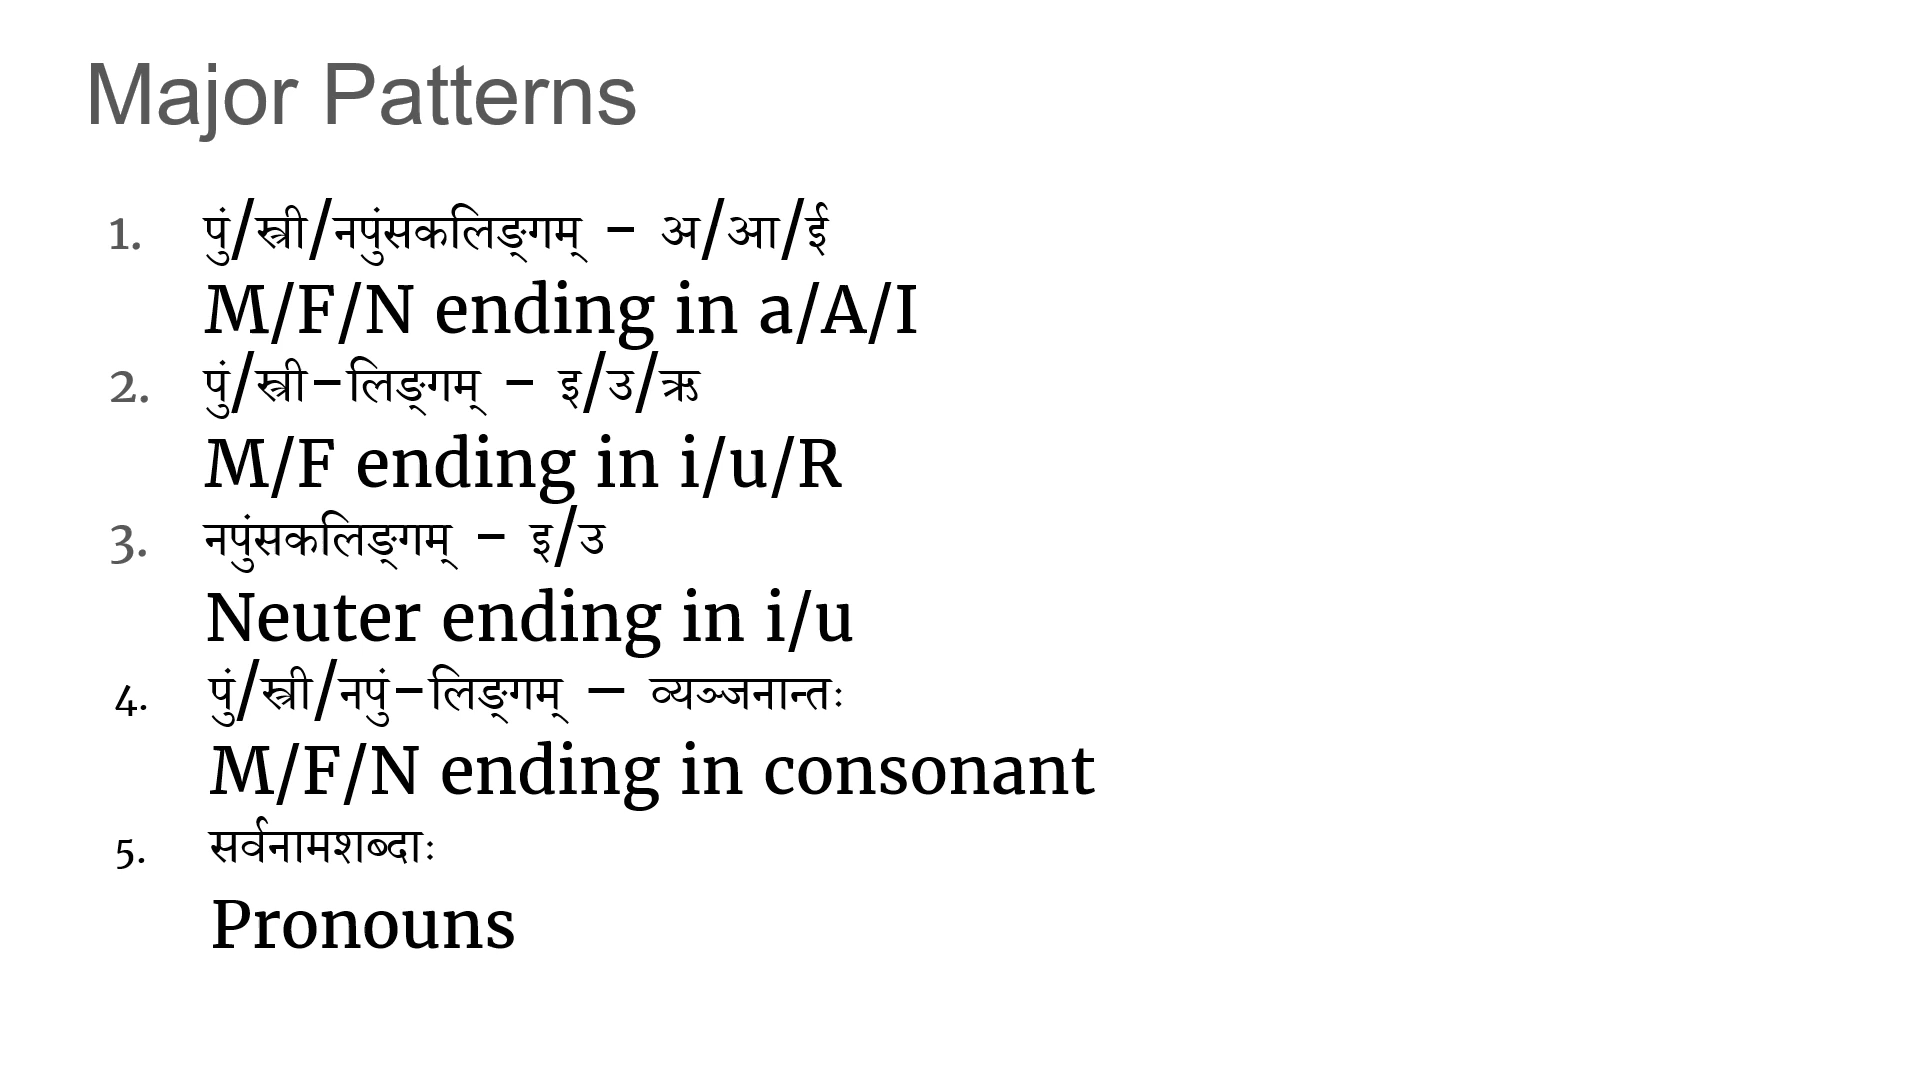 Major Patterns
1. पुं/स्त्री/नपुंसकलिङ्गम् - अ/आ/ई
M/F/N ending in a/A/I
2. पुं/स्त्री-लिङ्गम् - इ/उ/ऋ
M/F ending in i/u/R
3. नपुंसकलिङ्गम् - इ/उ
Neuter ending in i/u
4. पुं/स्त्री/नपुं-लिङ्गम् – व्यञ्जनान्तः
M/F/N ending in consonant
5. सर्वनामशब्दाः
Pronouns